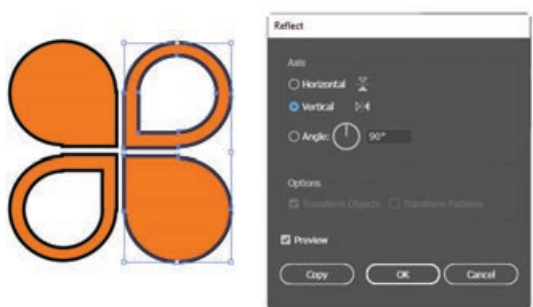 Reflect
Axis
Horizontal
Vertical
Angle: 90°
Options
Transform Objects Transform Patterns
Preview
Copy OK Cancel